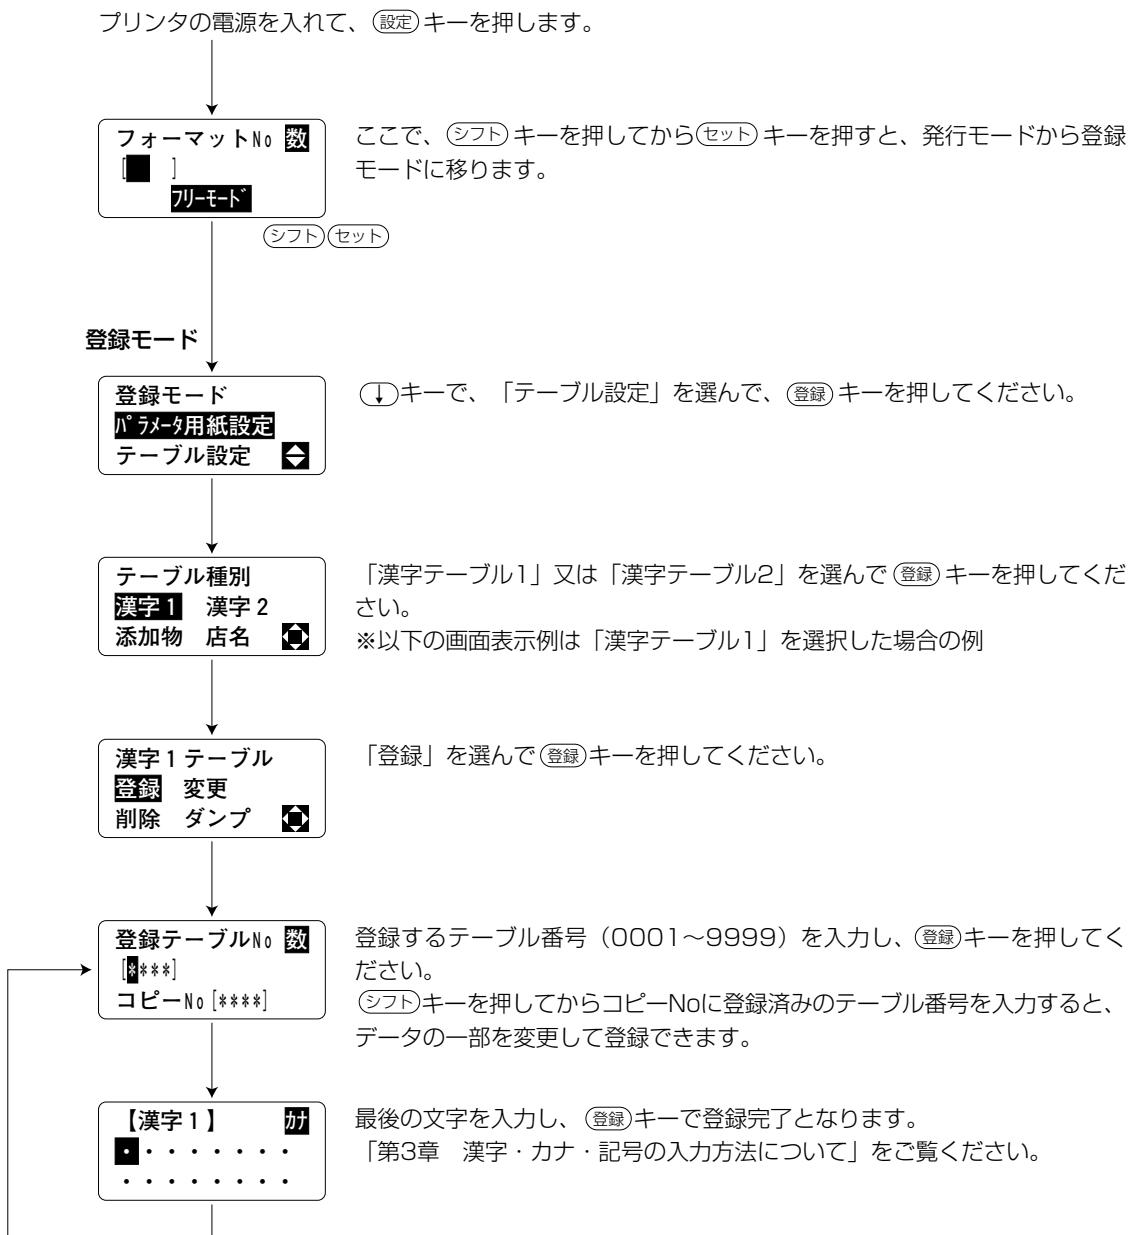 プリンタの電源を入れて、設定キーを押します。
フォーマットNo 数
[ ]
フリーモード
ここで、シフトキーを押してからセットキーを押すと、発行モードから登録
モードに移ります。
シフト セット
登録モード
登録モード
パラメータ用紙設定
テーブル設定
↓キーで、「テーブル設定」を選んで、登録キーを押してください。
テーブル種別
漢字1 漢字2
添加物 店名
「漢字テーブル1」又は「漢字テーブル2」を選んで登録キーを押してくだ
さい。
※以下の画面表示例は「漢字テーブル1」を選択した場合の例
漢字1テーブル
登録 変更
削除 ダンプ
「登録」を選んで登録キーを押してください。
登録テーブルNo 数
[****]
コピーNo[****]
登録するテーブル番号（0001〜9999）を入力し、登録キーを押してく
ださい。
シフトキーを押してからコピーNoに登録済みのテーブル番号を入力すると、
データの一部を変更して登録できます。
【漢字1】 カナ
・・・・・・・・
・・・・・・・・
最後の文字を入力し、登録キーで登録完了となります。
「第3章 漢字・カナ・記号の入力方法について」をご覧ください。